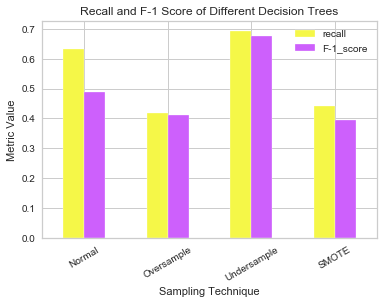 Recall and F-1 Score of Different Decision Trees
recall
F-1_score
Metric Value
0.7
0.6
0.5
0.4
0.3
0.2
0.1
0.0
Normal
Oversample
Undersample
SMOTE
Sampling Technique